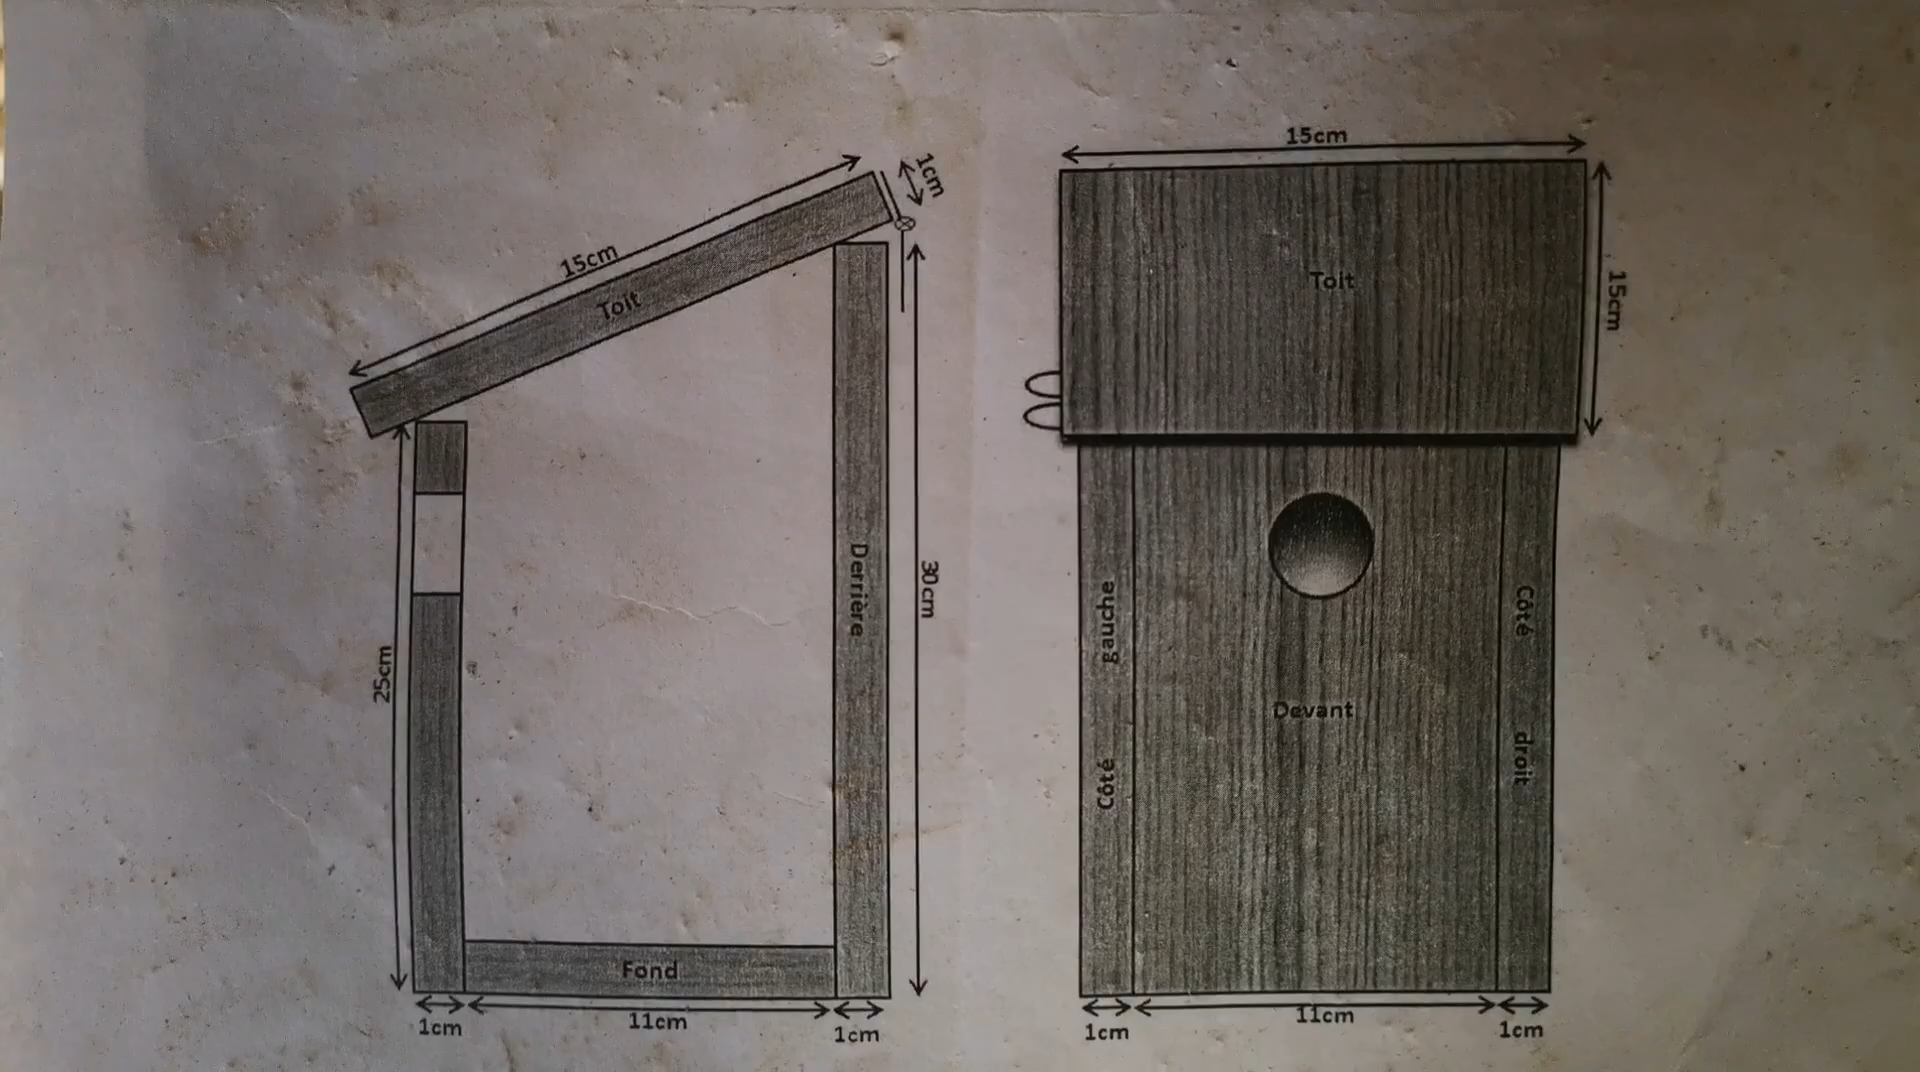 15cm
1cm
Toit
25cm
Derrière
30cm
Fond
1cm
11cm
1cm
15cm
Toit
15cm
Côté gauche
Devant
Côté droit
1cm
11cm
1cm